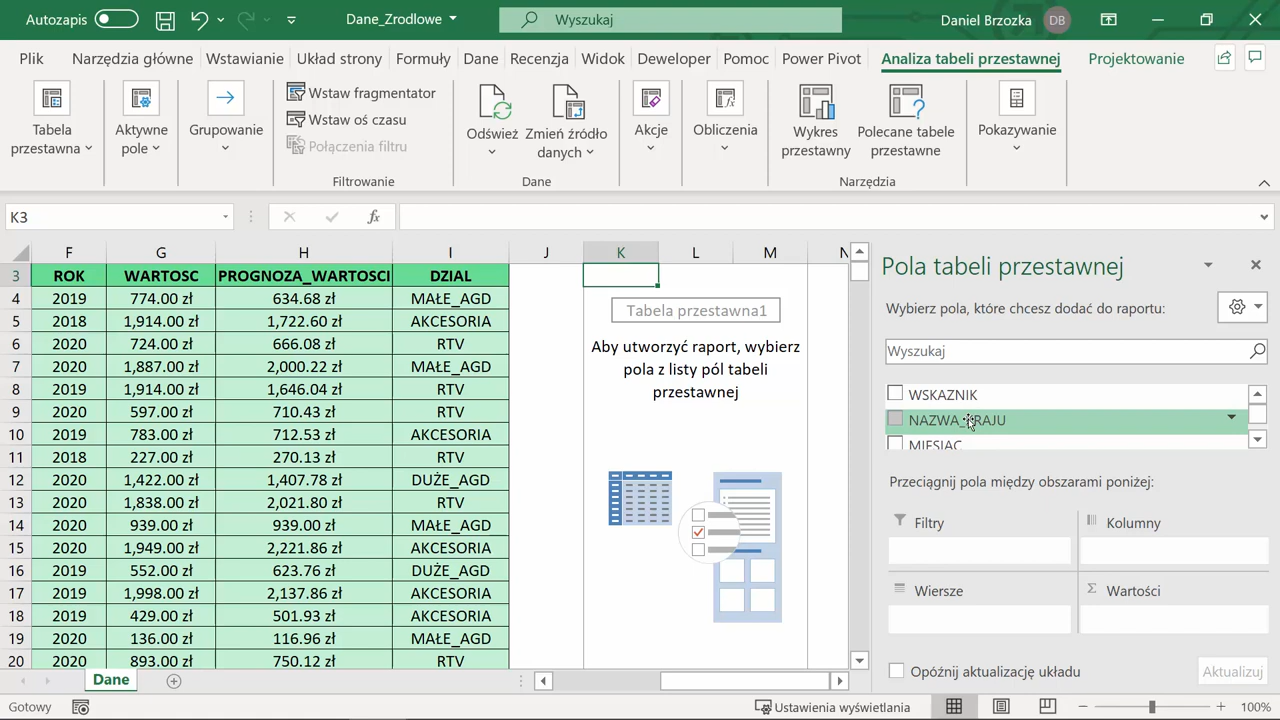 Autozapis
Dane_Zrodlowe
Wyszukaj
Daniel Brzozka
DB
Plik
Narzędzia główne
Wstawianie
Układ strony
Formuły
Dane
Recenzja
Widok
Deweloper
Pomoc
Power Pivot
Analiza tabeli przestawnej
Projektowanie
Tabela
przestawna
Aktywne
pole
Grupowanie
Wstaw fragmentator
Wstaw oś czasu
Połączenia filtru
Filtrowanie
Odśwież
Zmień źródło
danych
Dane
Akcje
Obliczenia
Wykres
przestawny
Polecane tabele
przestawne
Narzędzia
Pokazywanie
K3
fx
F G H I J K L M N
3 ROK WARTOSC PROGNOZA_WARTOSCI DZIAL
4 2019 774.00 zł 634.68 zł MAŁE_AGD
5 2018 1,914.00 zł 1,722.60 zł AKCESORIA
6 2020 724.00 zł 666.08 zł RTV
7 2020 1,887.00 zł 2,000.22 zł MAŁE_AGD
8 2019 1,914.00 zł 1,646.04 zł RTV
9 2020 597.00 zł 710.43 zł RTV
10 2019 783.00 zł 712.53 zł AKCESORIA
11 2018 227.00 zł 270.13 zł RTV
12 2020 1,422.00 zł 1,407.78 zł DUŻE_AGD
13 2020 1,838.00 zł 2,021.80 zł RTV
14 2020 939.00 zł 939.00 zł MAŁE_AGD
15 2020 1,949.00 zł 2,221.86 zł AKCESORIA
16 2019 552.00 zł 623.76 zł DUŻE_AGD
17 2019 1,998.00 zł 2,137.86 zł AKCESORIA
18 2019 429.00 zł 501.93 zł AKCESORIA
19 2020 136.00 zł 116.96 zł MAŁE_AGD
20 2020 893.00 zł 750.12 zł RTV
Tabela przestawna1
Aby utworzyć raport, wybierz
pola z listy pól tabeli
przestawnej
Pola tabeli przestawnej
Wybierz pola, które chcesz dodać do raportu:
Wyszukaj
WSKAZNIK
NAZWA_KRAJU
MIESIAC
Przeciągnij pola między obszarami poniżej:
Filtry
Kolumny
Wiersze
Σ Wartości
Opóźnij aktualizację układu
Aktualizuj
Dane
Gotowy
Ustawienia wyświetlania
100%